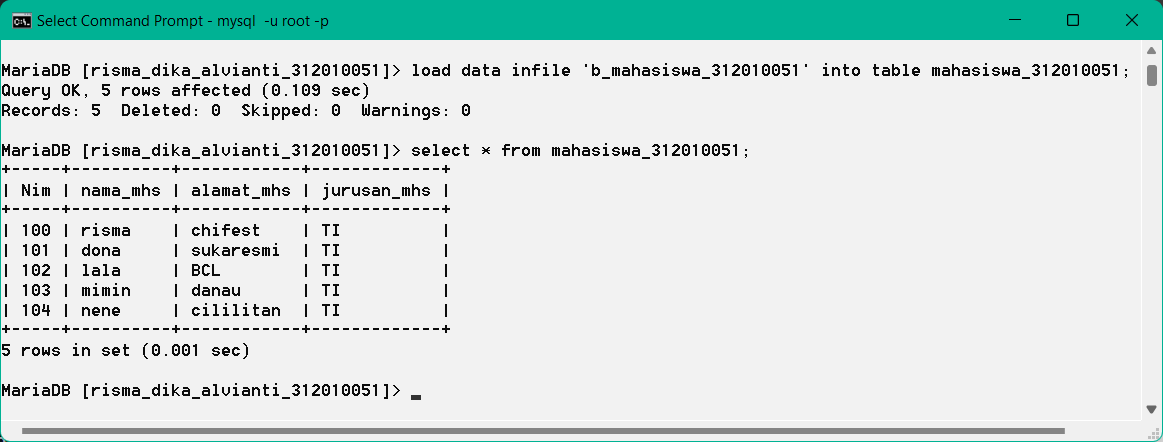 Select Command Prompt - mysql  -u root -p
MariaDB [risma_dika_alvianti_312010051]> load data infile 'b_mahasiswa_312010051' into table mahasiswa_312010051;
Query OK, 5 rows affected (0.109 sec)
Records: 5  Deleted: 0  Skipped: 0  Warnings: 0
MariaDB [risma_dika_alvianti_312010051]> select * from mahasiswa_312010051;
+-----+----------+------------+-------------+
| Nim | nama_mhs | alamat_mhs | jurusan_mhs |
+-----+----------+------------+-------------+
| 100 | risma    | chifest    | TI          |
| 101 | dona     | sukaresmi  | TI          |
| 102 | lala     | BCL        | TI          |
| 103 | mimin    | danau      | TI          |
| 104 | nene     | cililitan  | TI          |
+-----+----------+------------+-------------+
5 rows in set (0.001 sec)
MariaDB [risma_dika_alvianti_312010051]> _